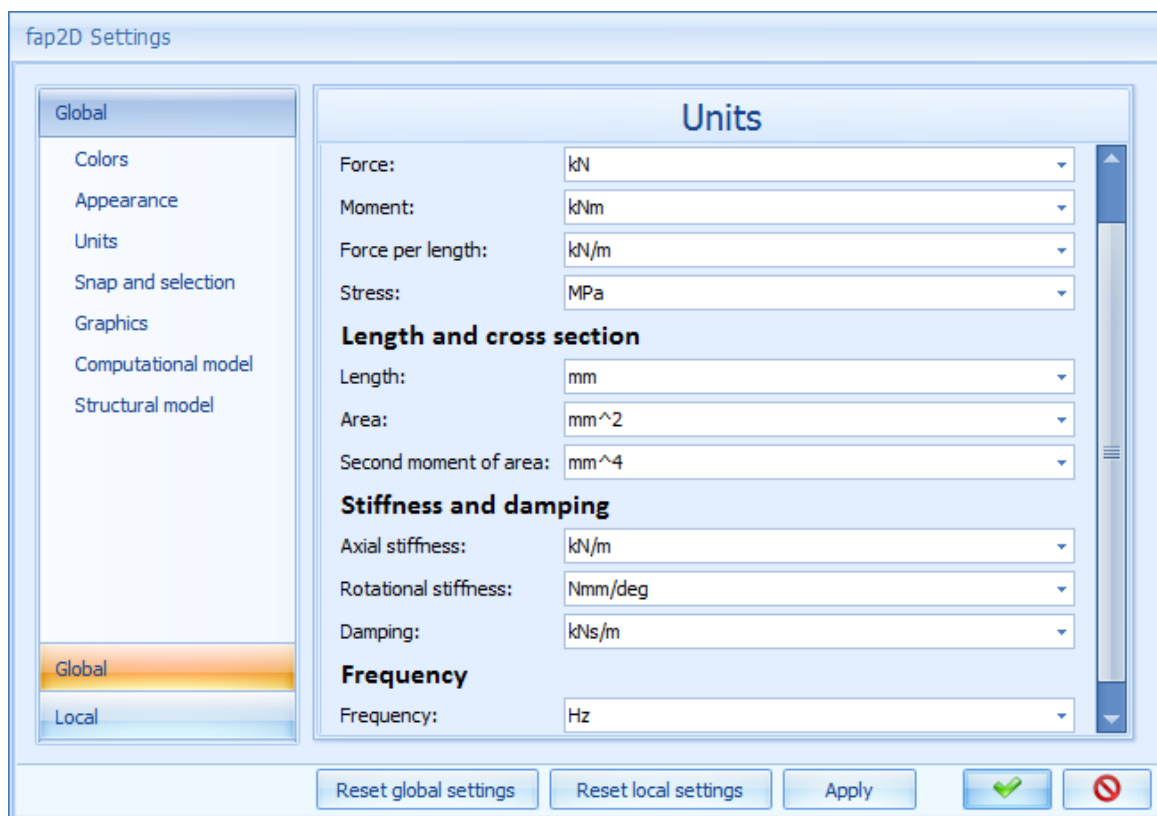 fap2D Settings
Global
Colors
Appearance
Units
Snap and selection
Graphics
Computational model
Structural model
Global
Local
Units
Force: kN
Moment: kNm
Force per length: kN/m
Stress: MPa
Length and cross section
Length: mm
Area: mm^2
Second moment of area: mm^4
Stiffness and damping
Axial stiffness: kN/m
Rotational stiffness: Nmm/deg
Damping: kNs/m
Frequency
Frequency: Hz
Reset global settings Reset local settings Apply